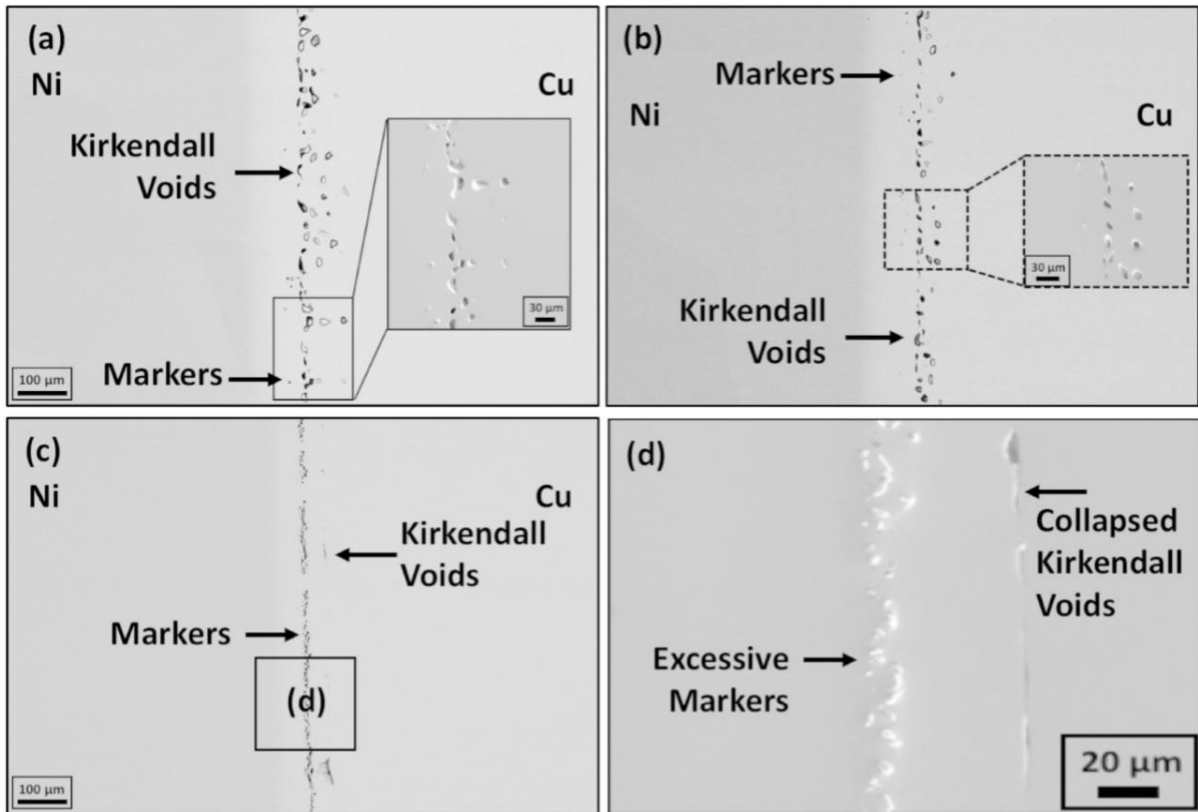 (a)
Ni
Cu
Kirkendall
Voids
30 µm
Markers
100 µm
(b)
Markers
Ni
Cu
30 µm
Kirkendall
Voids
(c)
Ni
Cu
Kirkendall
Voids
Markers
(d)
100 µm
(d)
Collapsed
Kirkendall
Voids
Excessive
Markers
20 µm